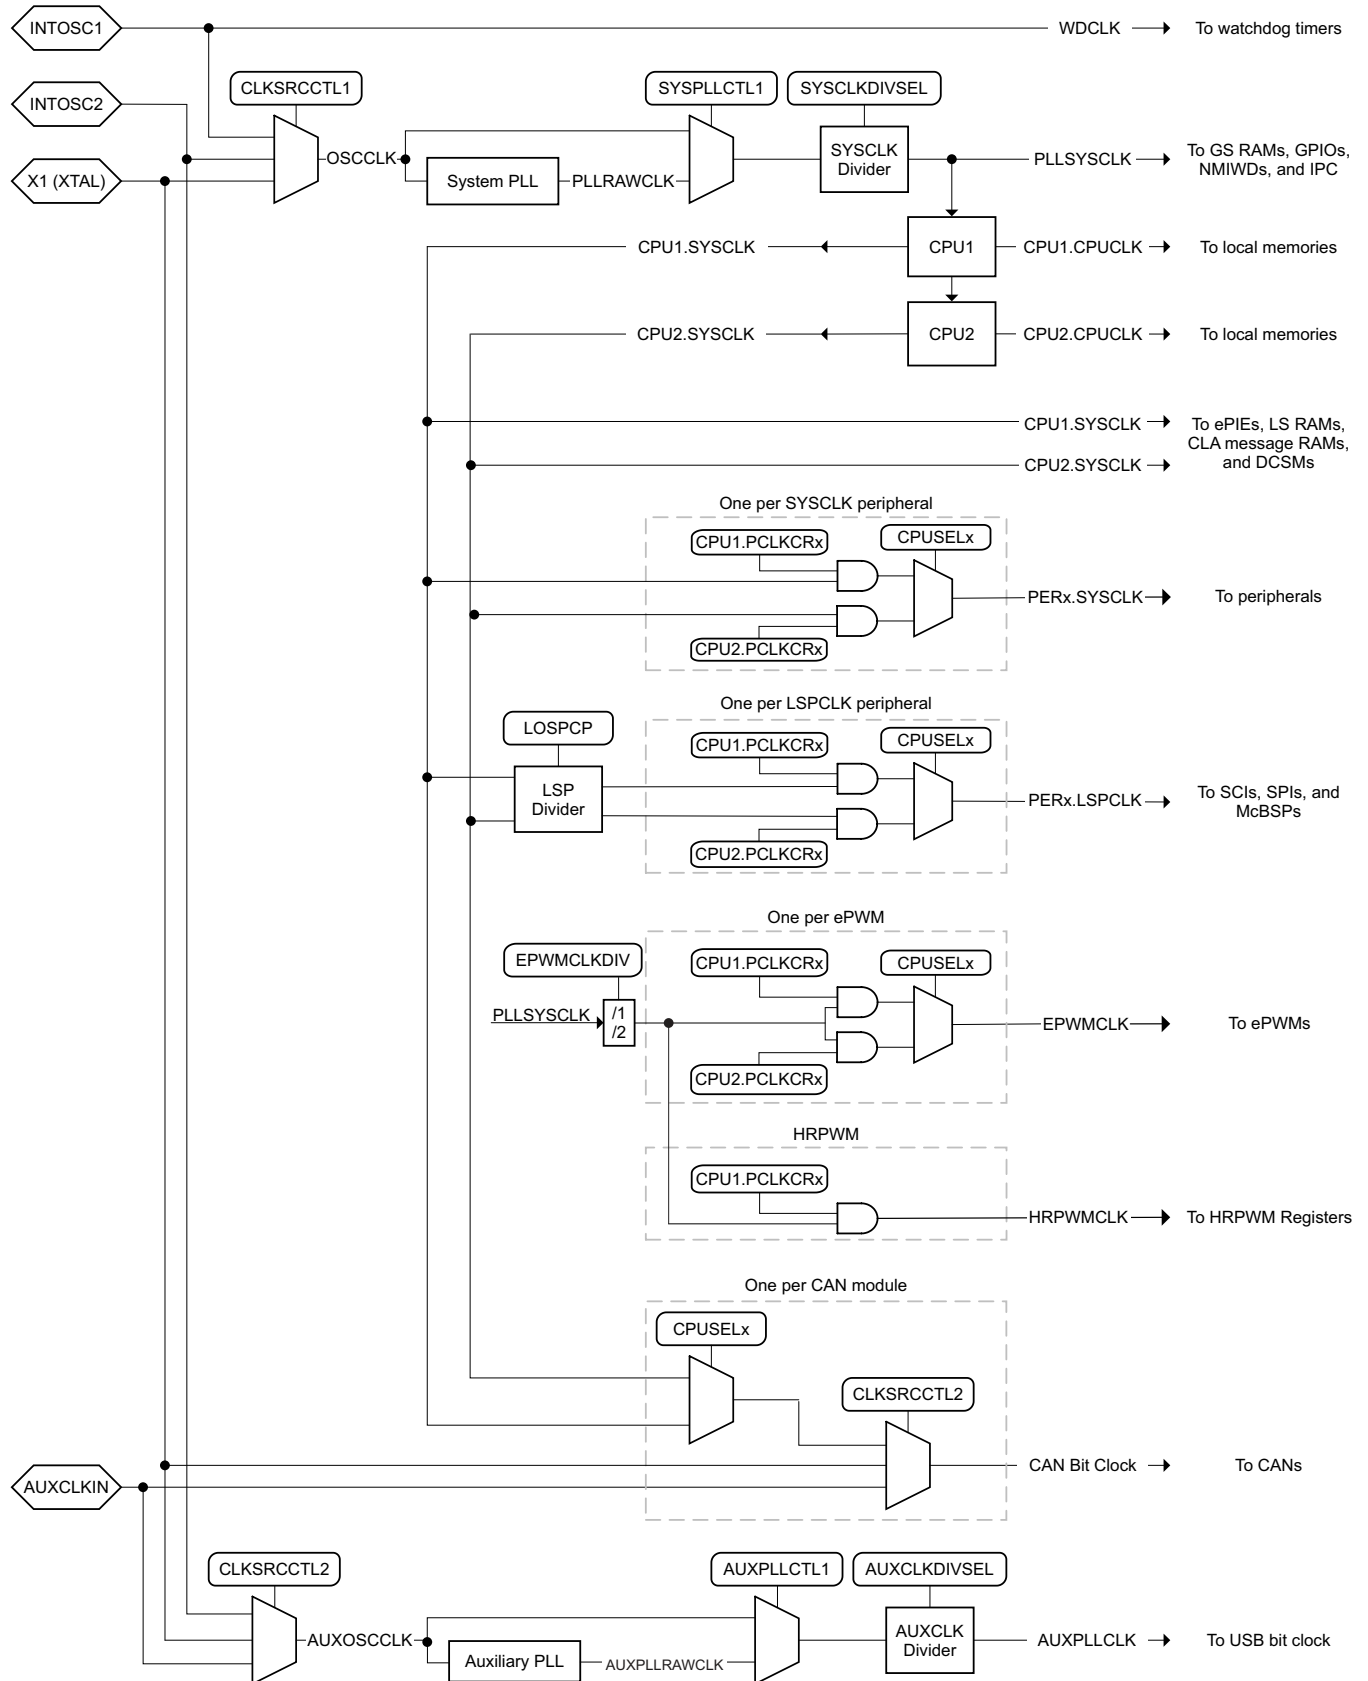 INTOSC1
WDCLK
To watchdog timers
INTOSC2
CLKSRCCTL1
SYSPLLCTL1
SYSCLKDIVSEL
X1 (XTAL)
OSCCLK
System PLL
PLLRAWCLK
SYSCLK
Divider
PLLSYSCLK
To GS RAMs, GPIOs,
NMIWDs, and IPC
CPU1.SYSCLK
CPU1
CPU1.CPUCLK
To local memories
CPU2.SYSCLK
CPU2
CPU2.CPUCLK
To local memories
CPU1.SYSCLK
CPU2.SYSCLK
To ePIEs, LS RAMs,
CLA message RAMs,
and DCSMs
One per SYSCLK peripheral
CPU1.PCLKCRx
CPUSELx
CPU2.PCLKCRx
PERx.SYSCLK
To peripherals
One per LSPCLK peripheral
LOSPCP
LSP
Divider
CPU1.PCLKCRx
CPUSELx
CPU2.PCLKCRx
PERx.LSPCLK
To SCIs, SPIs, and
McBSPs
One per ePWM
EPWMCLKDIV
PLLSYSCLK
/1
/2
CPU1.PCLKCRx
CPUSELx
CPU2.PCLKCRx
EPWMCLK
To ePWMs
HRPWM
CPU1.PCLKCRx
HRPWMCLK
To HRPWM Registers
One per CAN module
CPUSELx
CLKSRCCTL2
CAN Bit Clock
To CANs
AUXCLKIN
CLKSRCCTL2
AUXPLLCTL1
AUXCLKDIVSEL
AUXOSCCLK
Auxiliary PLL
AUXPLLRAWCLK
AUXCLK
Divider
AUXPLLCLK
To USB bit clock